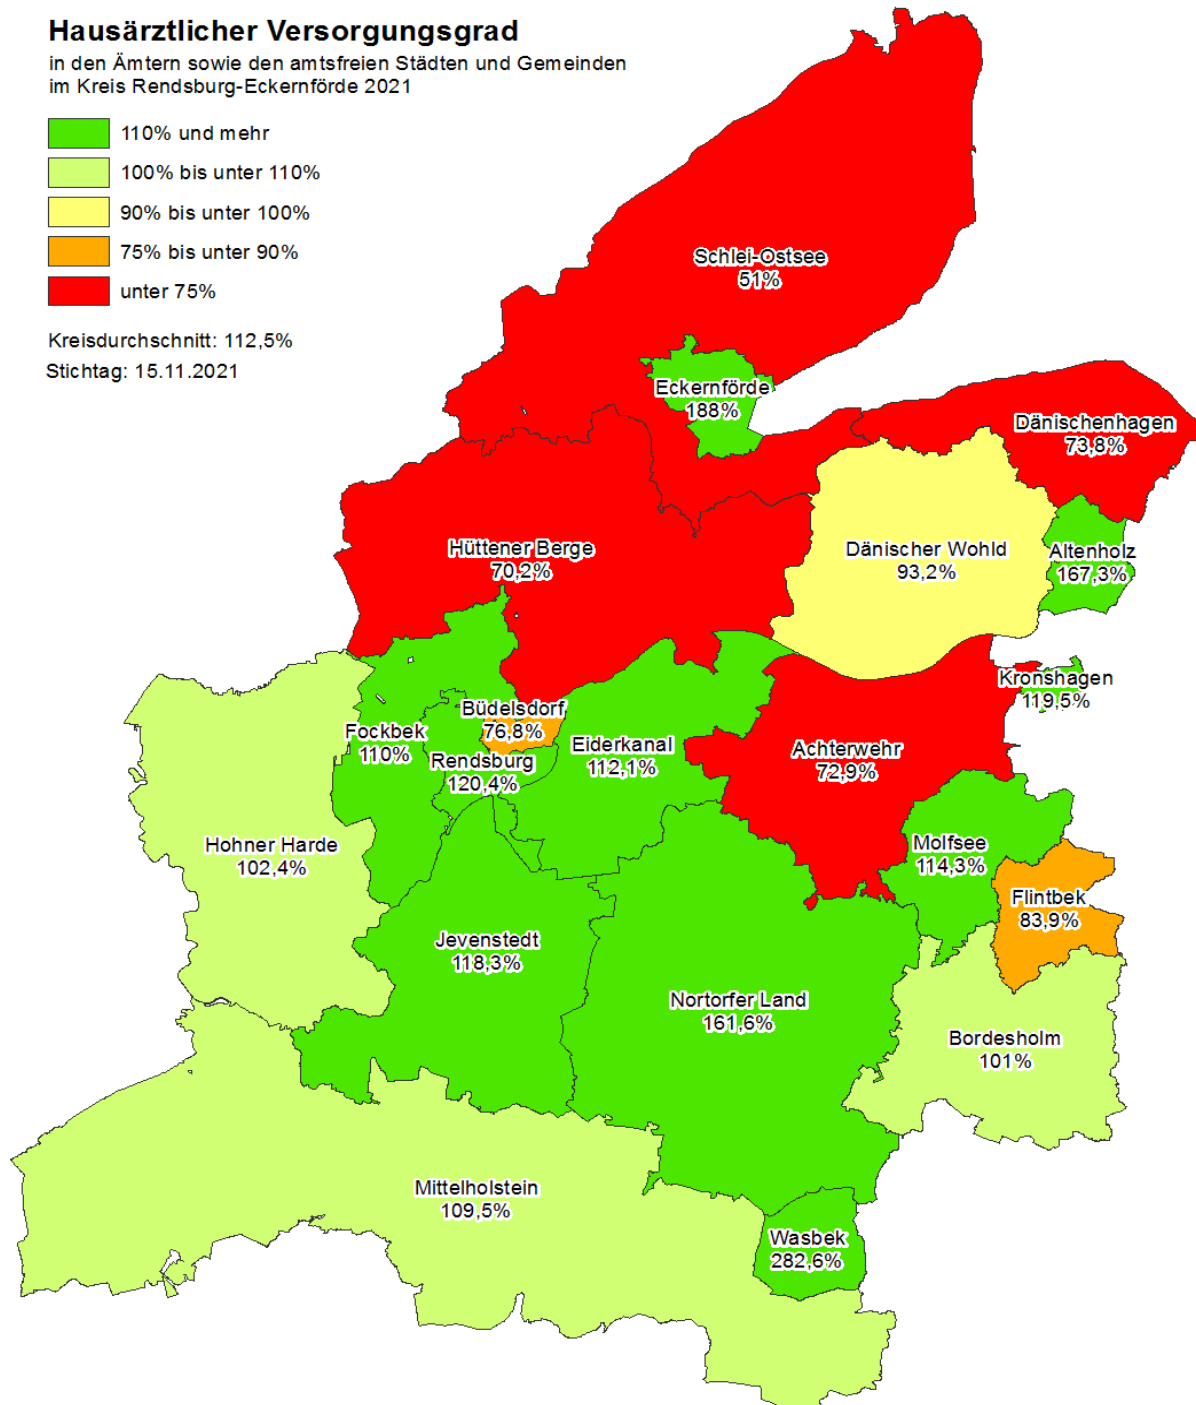 Hausärztlicher Versorgungsgrad
in den Ämtern sowie den amtsfreien Städten und Gemeinden
im Kreis Rendsburg-Eckernförde 2021
110% und mehr
100% bis unter 110%
90% bis unter 100%
75% bis unter 90%
unter 75%
Kreisdurchschnitt: 112,5%
Stichtag: 15.11.2021
Schlei-Ostsee
51%
Eckernförde
188%
Dänischenhagen
73,8%
Hüttener Berge
70,2%
Dänischer Wohld
93,2%
Altenholz
167,3%
Kronshagen
119,5%
Büdelsdorf
76,8%
Fockbek
110%
Rendsburg
120,4%
Eiderkanal
112,1%
Achterwehr
72,9%
Hohner Harde
102,4%
Molfsee
114,3%
Flintbek
83,9%
Jevenstedt
118,3%
Nortorfer Land
161,6%
Bordesholm
101%
Mittelholstein
109,5%
Wasbek
282,6%